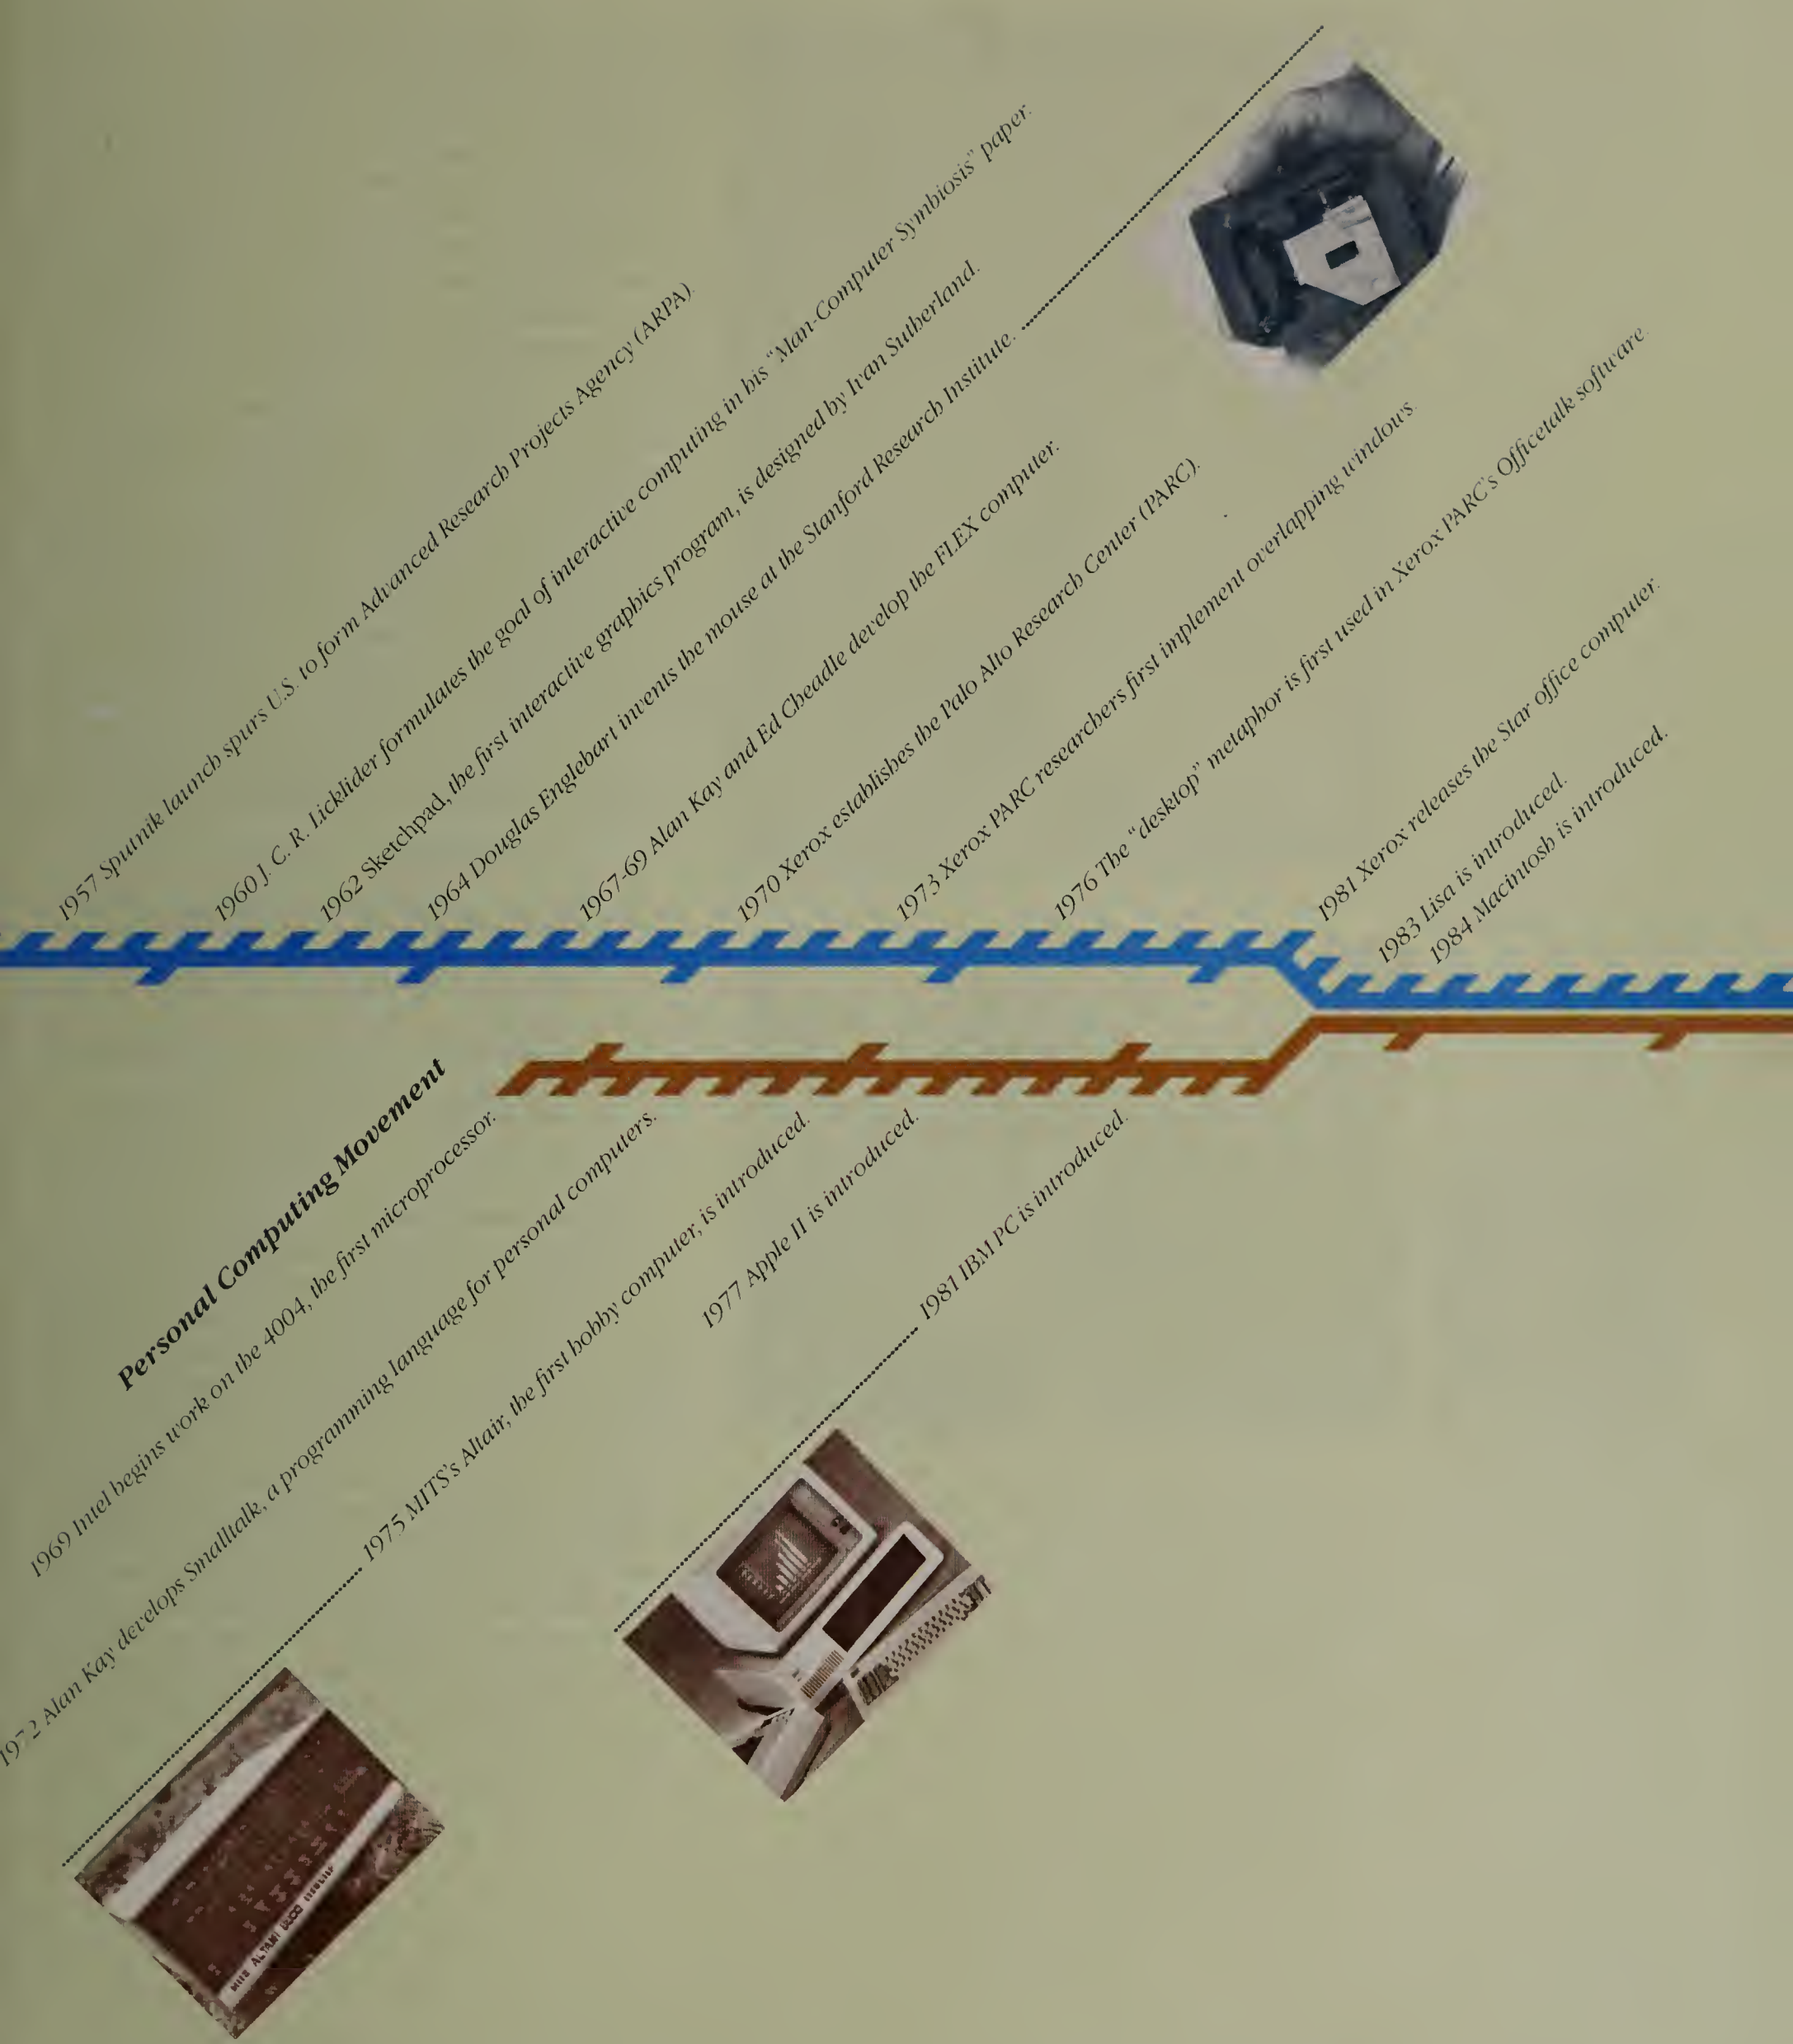 1957 Sputnik launch spurs U.S. to form Advanced Research Projects Agency (ARPA).
1960 J. C. R. Licklider formulates the goal of interactive computing in his “Man-Computer Symbiosis” paper.
1962 Sketchpad, the first interactive graphics program, is designed by Ivan Sutherland.
1964 Douglas Englebart invents the mouse at the Stanford Research Institute.
1967-69 Alan Kay and Ed Cheadle develop the FLEX computer.
1970 Xerox establishes the Palo Alto Research Center (PARC).
1973 Xerox PARC researchers first implement overlapping windows.
1976 The “desktop” metaphor is first used in Xerox PARC's Officetalk software.
1981 Xerox releases the Star office computer.
1983 Lisa is introduced.
1984 Macintosh is introduced.
Personal Computing Movement
1969 Intel begins work on the 4004, the first microprocessor.
1972 Alan Kay develops Smalltalk, a programming language for personal computers.
1975 MITS's Altair, the first hobby computer, is introduced.
1977 Apple II is introduced.
1981 IBM PC is introduced.